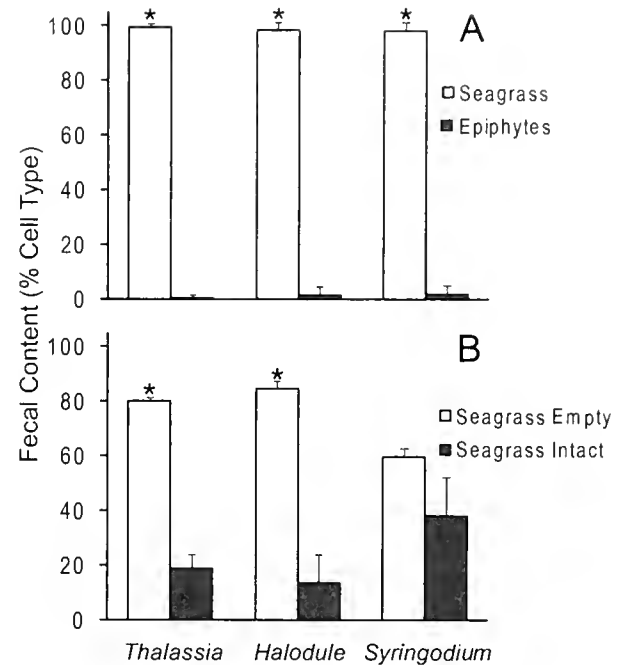 Fecal Content (% Cell Type)
100
80
60
40
20
0
* * *
A
Seagrass
Epiphytes
100
80
60
40
20
0
* *
B
Seagrass Empty
Seagrass Intact
Thalassia Halodule Syringodium